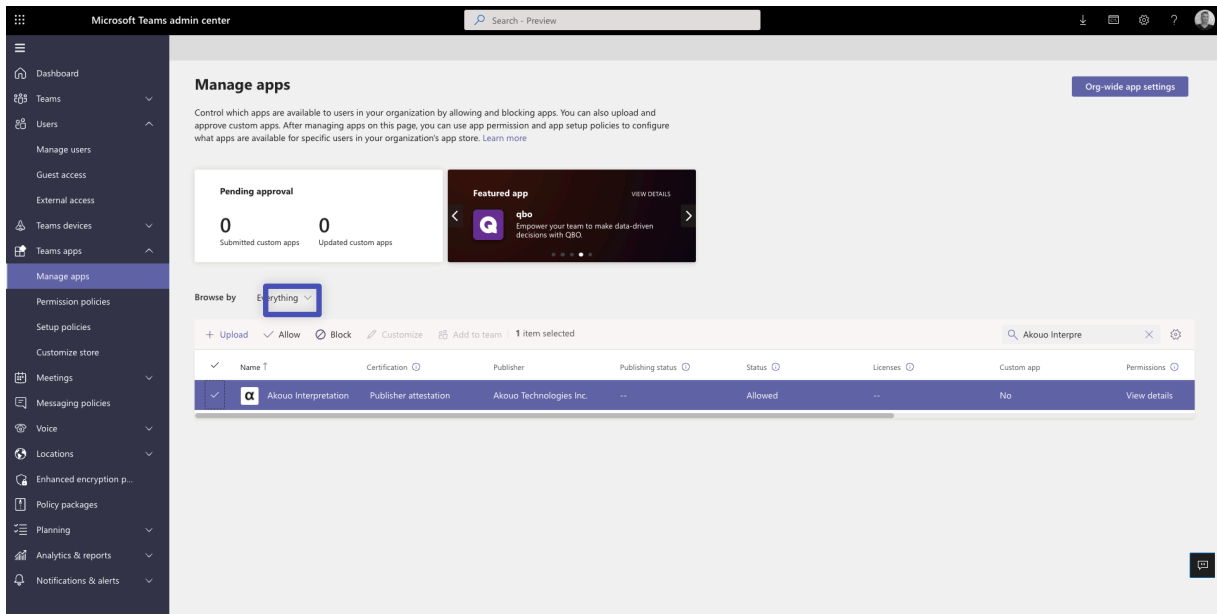 Microsoft Teams admin center
Search - Preview
Dashboard
Teams
Users
Manage users
Guest access
External access
Teams devices
Teams apps
Manage apps
Permission policies
Setup policies
Customize store
Meetings
Messaging policies
Voice
Locations
Enhanced encryption p...
Policy packages
Planning
Analytics & reports
Notifications & alerts
Manage apps
Org-wide app settings
Control which apps are available to users in your organization by allowing and blocking apps. You can also upload and
approve custom apps. After managing apps on this page, you can use app permission and app setup policies to configure
what apps are available for specific users in your organization's app store. Learn more
Pending approval
0 0
Submitted custom apps Updated custom apps
Featured app VIEW DETAILS
Q
qbo
Empower your team to make data-driven
decisions with QBO.
Browse by Everything
+ Upload Allow Block Customize Add to team 1 item selected Akouo Interpre
Name ↑ Certification Publisher Publishing status Status Licenses Custom app Permissions
α Akouo Interpretation Publisher attestation Akouo Technologies Inc. -- Allowed -- No View details